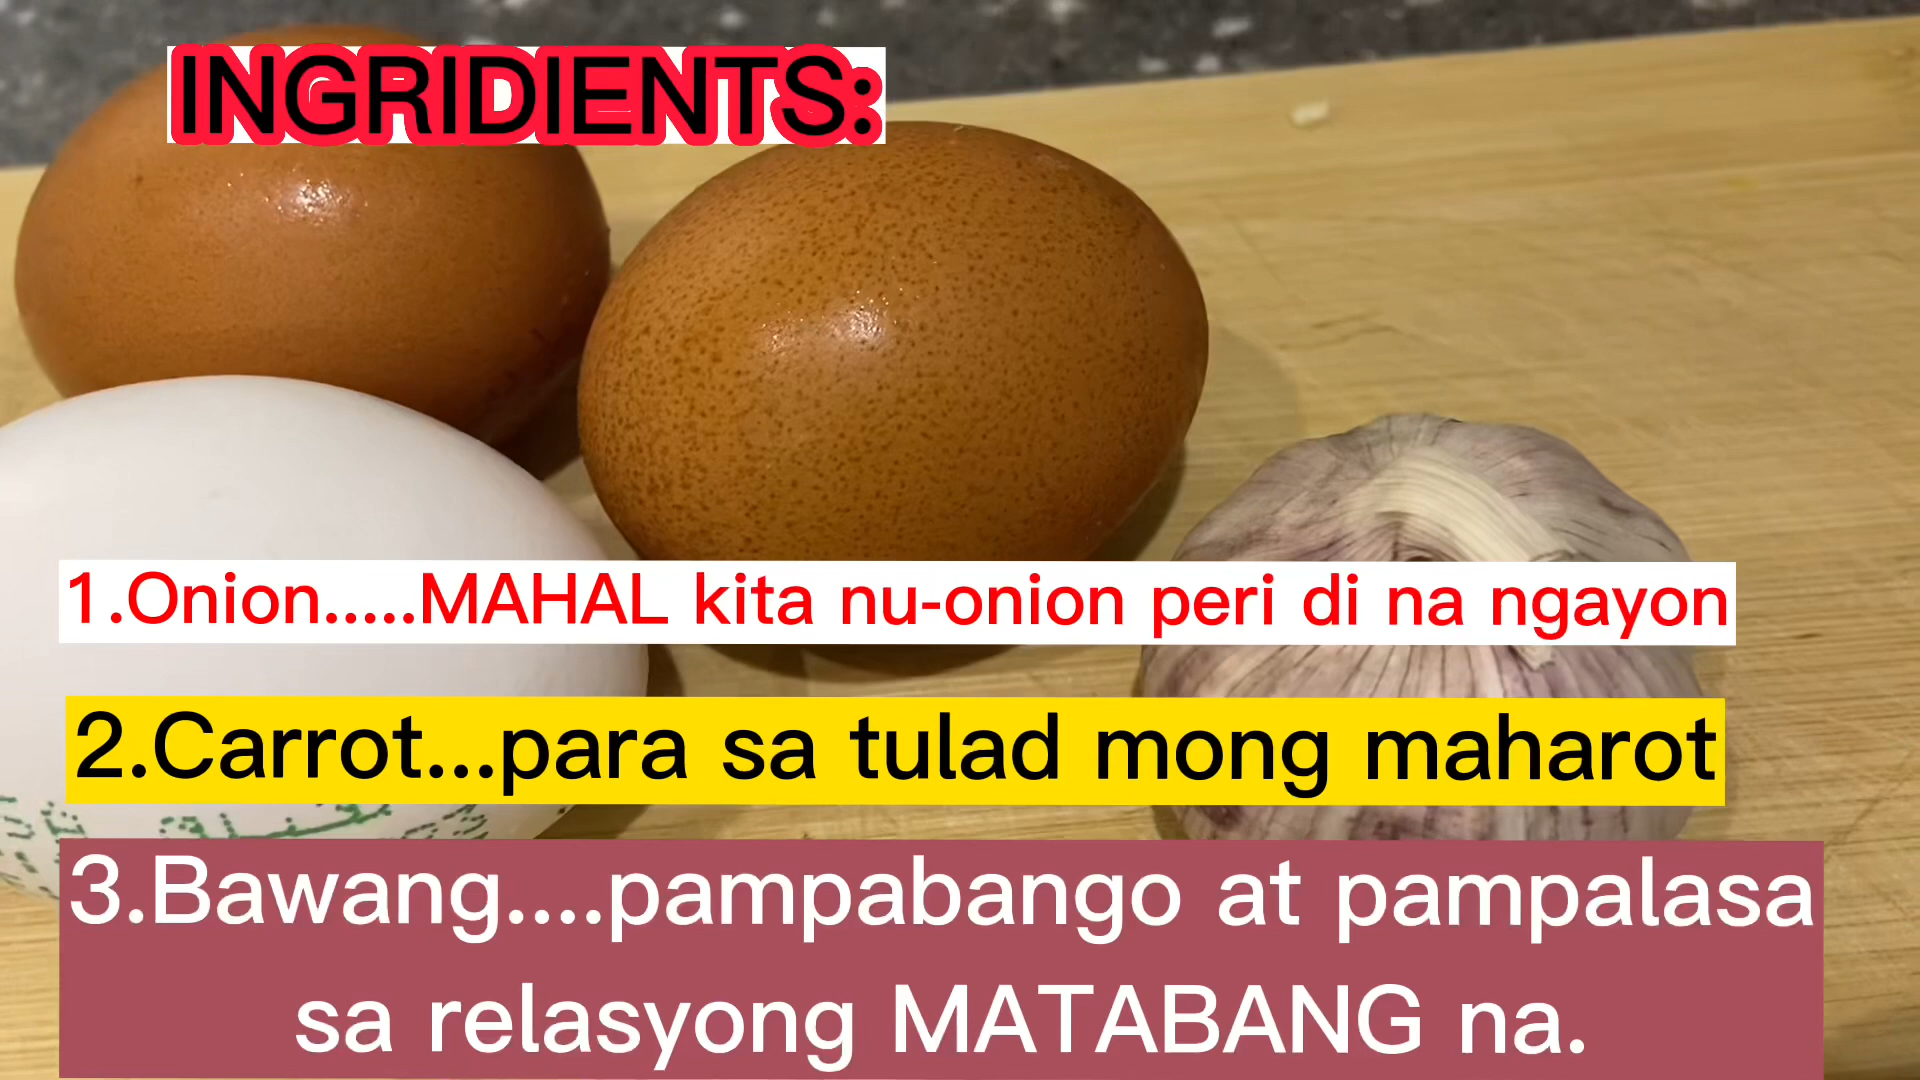 INGRIDIENTS:
1.Onion.....MAHAL kita nu-onion peri di na ngayon
2.Carrot...para sa tulad mong maharot
3.Bawang....pampabango at pampalasa
sa relasyong MATABANG na.